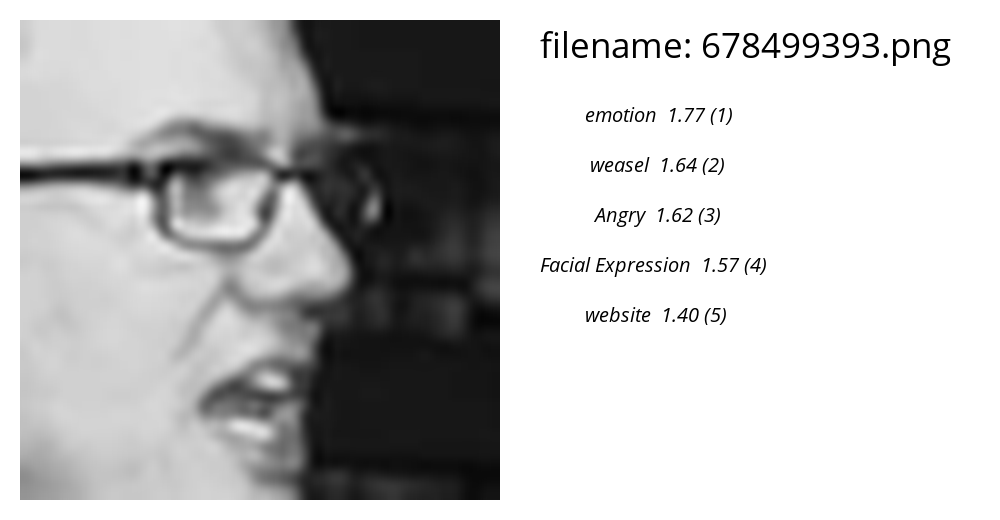 filename: 678499393.png
emotion 1.77 (1)
weasel 1.64 (2)
Angry 1.62 (3)
Facial Expression 1.57 (4)
website 1.40 (5)